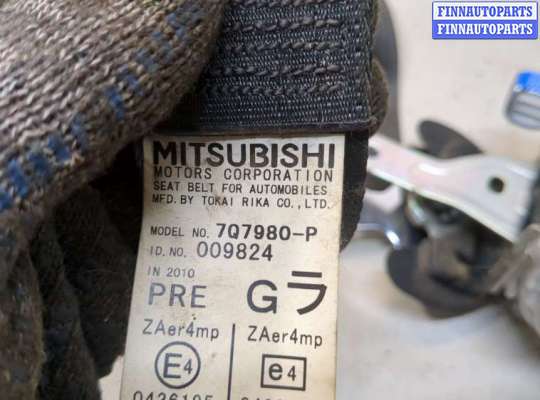 FINNAUTOPARTS
FINNAUTOPARTS
MITSUBISHI
MOTORS CORPORATION
SEAT BELT FOR AUTOMOBILES
MFD. BY TOKAI RIKA CO., LTD.
MODEL NO. 7Q7980-P
ID. NO. 009824
IN 2010
PRE Gラ
ZAer4mp ZAer4mp
E4 e4